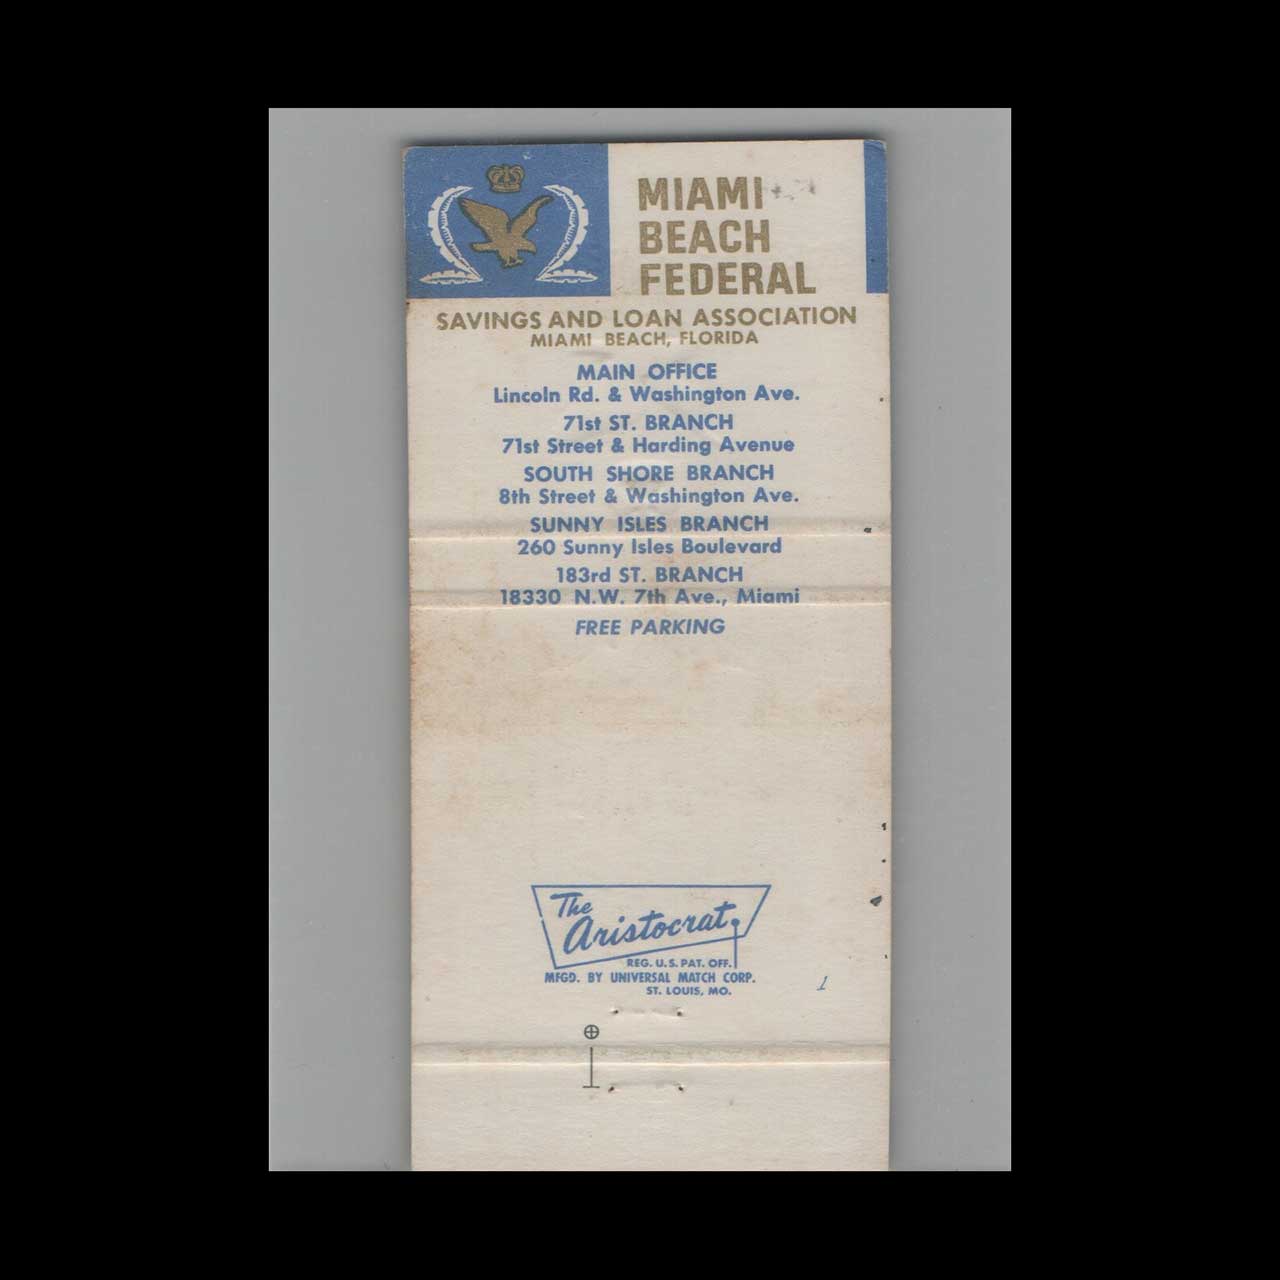 MIAMI
BEACH
FEDERAL
SAVINGS AND LOAN ASSOCIATION
MIAMI BEACH, FLORIDA
MAIN OFFICE
Lincoln Rd. & Washington Ave.
71st ST. BRANCH
71st Street & Harding Avenue
SOUTH SHORE BRANCH
8th Street & Washington Ave.
SUNNY ISLES BRANCH
260 Sunny Isles Boulevard
183rd ST. BRANCH
18330 N.W. 7th Ave., Miami
FREE PARKING
The
Aristocrat
REG. U.S. PAT. OFF.
MFGD. BY UNIVERSAL MATCH CORP.
ST. LOUIS, MO.
1